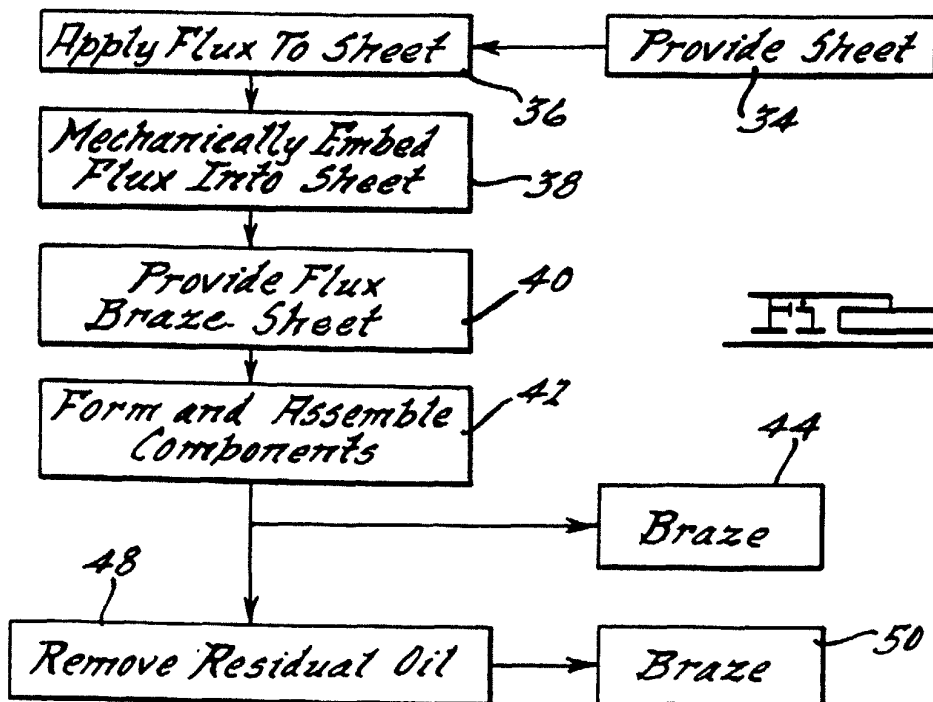 Apply Flux To Sheet
Provide Sheet
36
34
Mechanically Embed
Flux Into Sheet
38
Provide Flux
Braze Sheet
40
Form and Assemble
Components
42
44
Braze
48
Remove Residual Oil
Braze
50